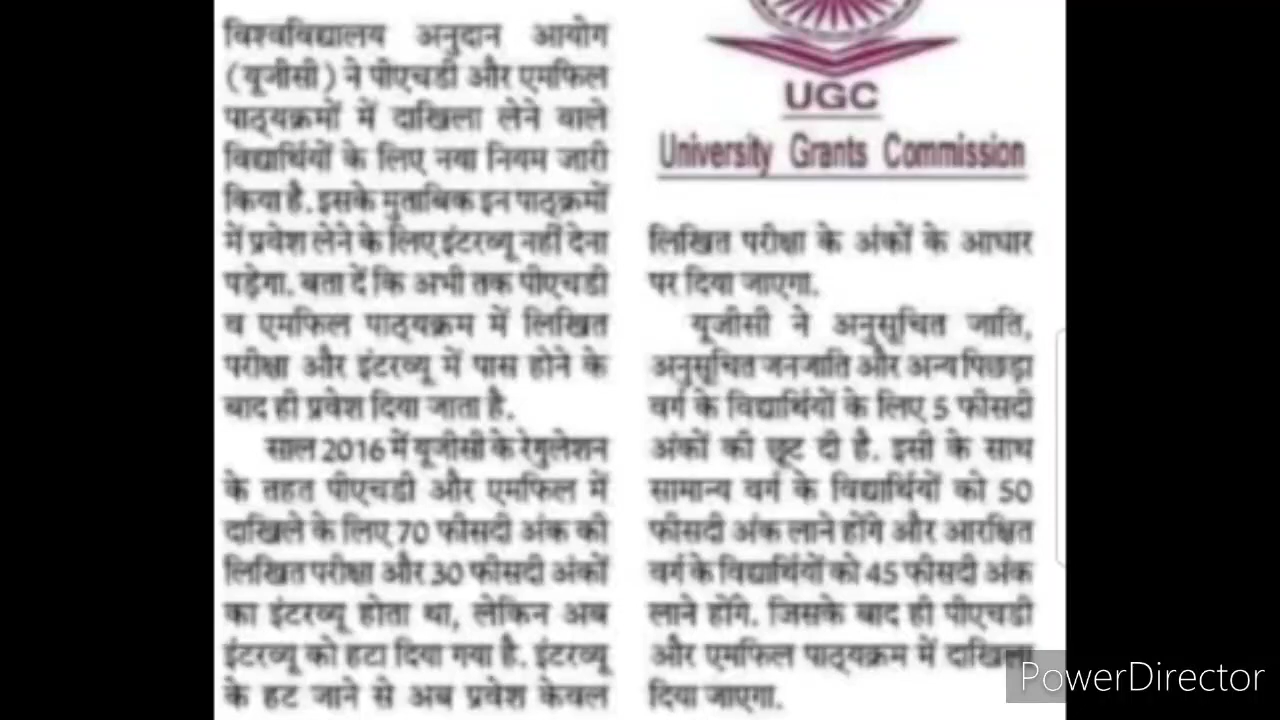 विश्वविद्यालय अनुदान आयोग
(यूजीसी) ने पीएचडी और एमफिल
पाठ्यक्रमों में दाखिला लेने वाले
विद्यार्थियों के लिए नया नियम जारी
किया है. इसके मुताबिक इन पाठ्क्रमों
में प्रवेश लेने के लिए इंटरव्यू नहीं देना
पड़ेगा. बता दें कि अभी तक पीएचडी
व एमफिल पाठ्यक्रम में लिखित
परीक्षा और इंटरव्यू में पास होने के
बाद ही प्रवेश दिया जाता है.
साल 2016 में यूजीसी के रेगुलेशन
के तहत पीएचडी और एमफिल में
दाखिले के लिए 70 फीसदी अंक की
लिखित परीक्षा और 30 फीसदी अंकों
का इंटरव्यू होता था, लेकिन अब
इंटरव्यू को हटा दिया गया है. इंटरव्यू
के हट जाने से अब प्रवेश केवल
UGC
University Grants Commission
लिखित परीक्षा के अंकों के आधार
पर दिया जाएगा.
यूजीसी ने अनुसूचित जाति,
अनुसूचित जनजाति और अन्य पिछड़ा
वर्ग के विद्यार्थियों के लिए 5 फीसदी
अंकों की छूट दी है. इसी के साथ
सामान्य वर्ग के विद्यार्थियों को 50
फीसदी अंक लाने होंगे और आरक्षित
वर्ग के विद्यार्थियों को 45 फीसदी अंक
लाने होंगे. जिसके बाद ही पीएचडी
और एमफिल पाठ्यक्रम में दाखिला
दिया जाएगा.
PowerDirector